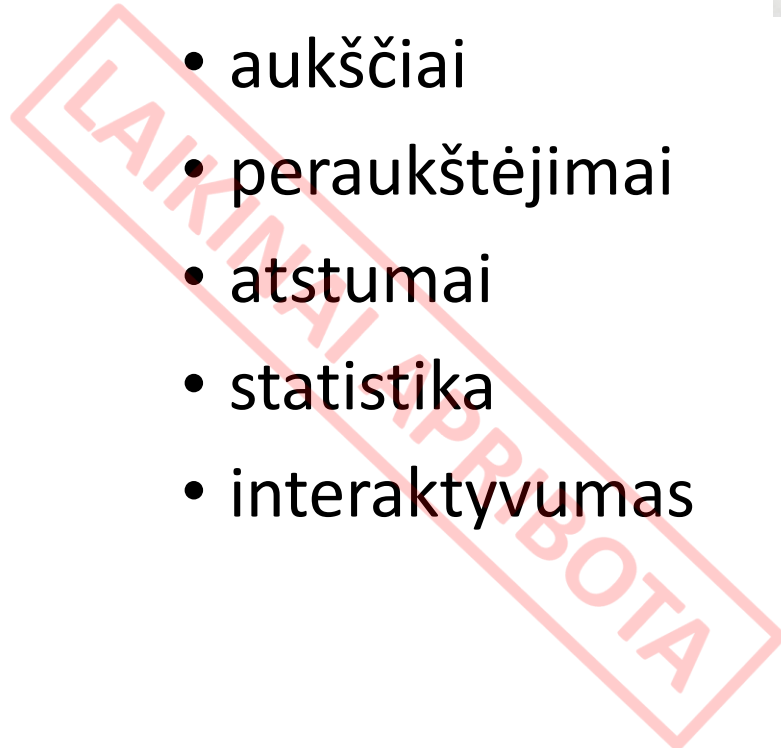 • aukščiai
• peraukštėjimai
• atstumai
• statistika
• interaktyvumas
LAIKINAI APRIBOTA